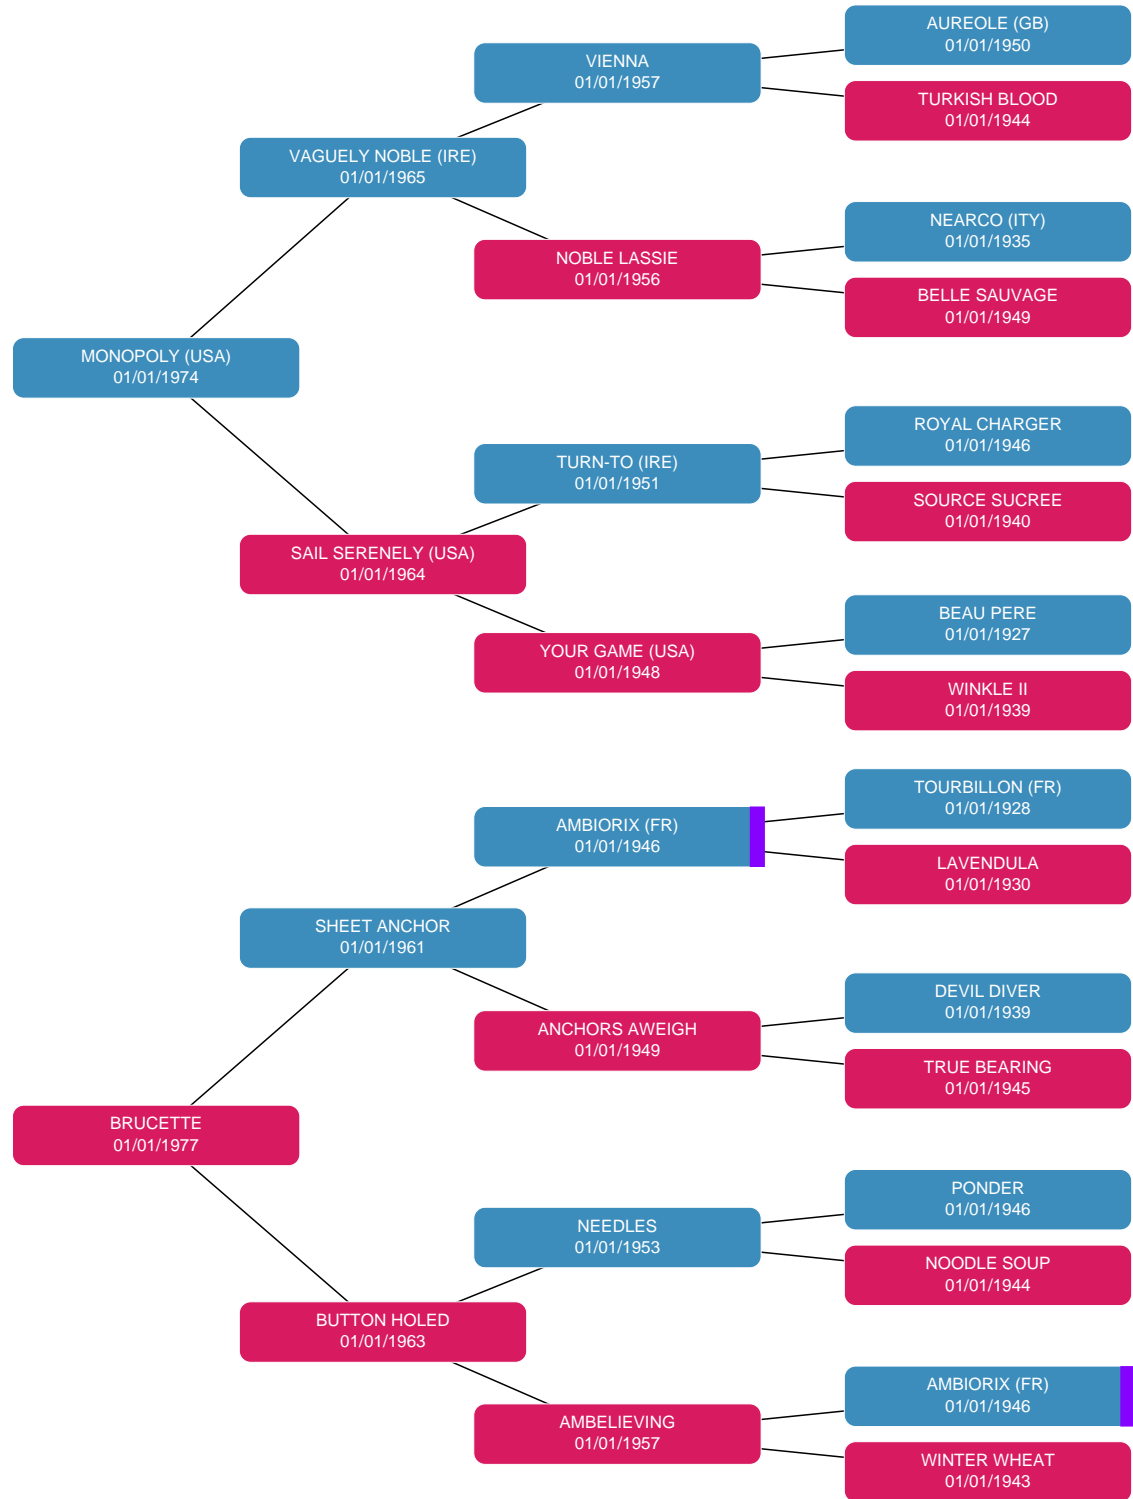 AUREOLE (GB)
01/01/1950
VIENNA
01/01/1957
TURKISH BLOOD
01/01/1944
VAGUELY NOBLE (IRE)
01/01/1965
NEARCO (ITY)
01/01/1935
NOBLE LASSIE
01/01/1956
BELLE SAUVAGE
01/01/1949
MONOPOLY (USA)
01/01/1974
ROYAL CHARGER
01/01/1946
TURN-TO (IRE)
01/01/1951
SOURCE SUCREE
01/01/1940
SAIL SERENELY (USA)
01/01/1964
BEAU PERE
01/01/1927
YOUR GAME (USA)
01/01/1948
WINKLE II
01/01/1939
TOURBILLON (FR)
01/01/1928
AMBIORIX (FR)
01/01/1946
LAVENDULA
01/01/1930
SHEET ANCHOR
01/01/1961
DEVIL DIVER
01/01/1939
ANCHORS AWEIGH
01/01/1949
TRUE BEARING
01/01/1945
BRUCETTE
01/01/1977
PONDER
01/01/1946
NEEDLES
01/01/1953
NOODLE SOUP
01/01/1944
BUTTON HOLED
01/01/1963
AMBIORIX (FR)
01/01/1946
AMBELIEVING
01/01/1957
WINTER WHEAT
01/01/1943